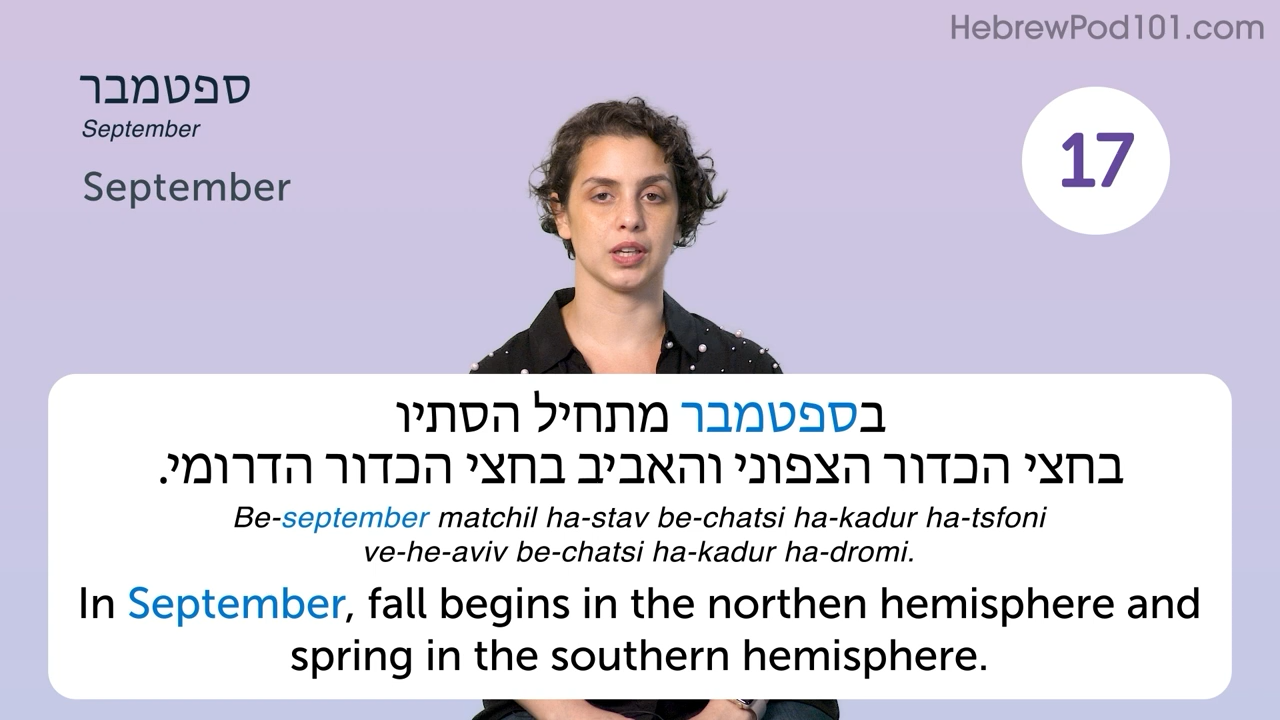 HebrewPod101.com
ספטמבר
September
September
17
בספטמבר מתחיל הסתיו
בחצי הכדור הצפוני והאביב בחצי הכדור הדרומי.
Be-september matchil ha-stav be-chatsi ha-kadur ha-tsfoni
ve-he-aviv be-chatsi ha-kadur ha-dromi.
In September, fall begins in the northen hemisphere and
spring in the southern hemisphere.